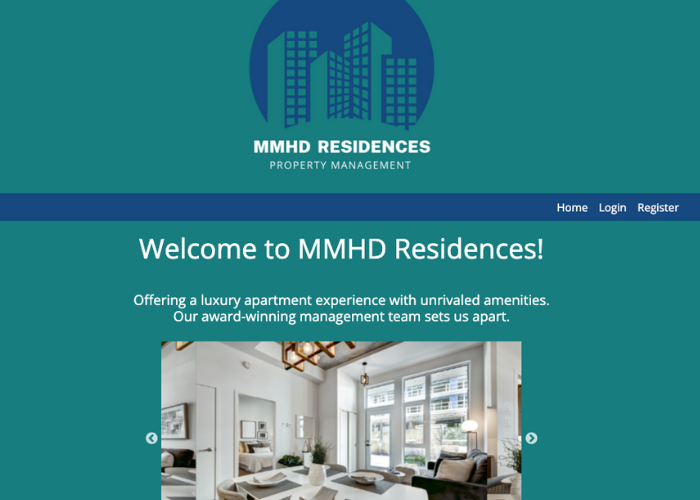 MMHD RESIDENCES
PROPERTY MANAGEMENT
Home Login Register
Welcome to MMHD Residences!
Offering a luxury apartment experience with unrivaled amenities.
Our award-winning management team sets us apart.